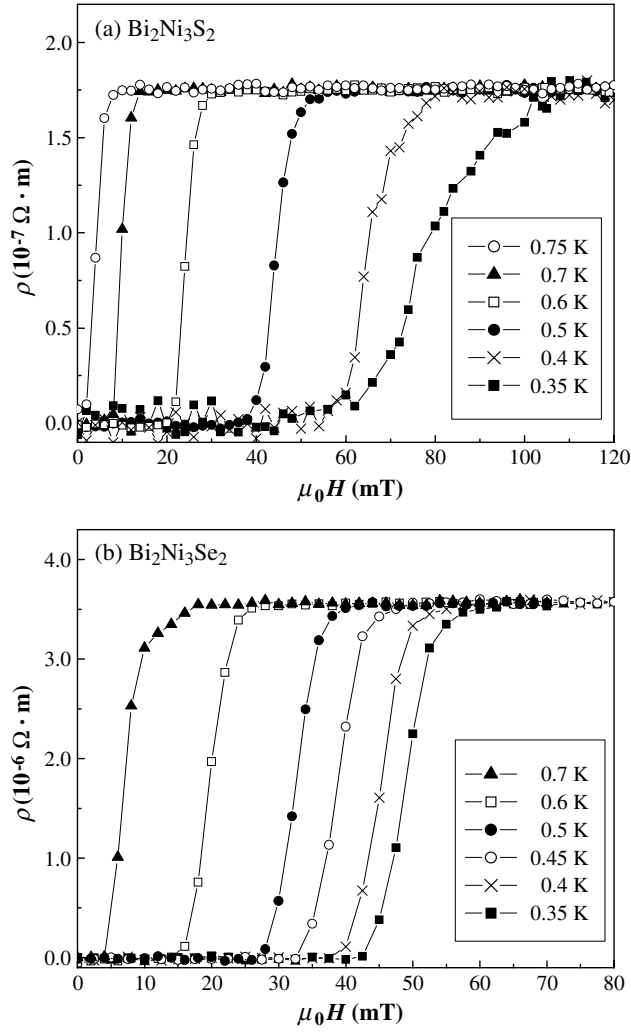 (a) Bi₂Ni₃S₂
2.0
1.5
1.0
0.5
0.0
ρ (10⁻⁷ Ω · m)
0.75 K
0.7 K
0.6 K
0.5 K
0.4 K
0.35 K
0 20 40 60 80 100 120
μ₀H (mT)
(b) Bi₂Ni₃Se₂
4.0
3.0
2.0
1.0
0.0
ρ (10⁻⁶ Ω · m)
0.7 K
0.6 K
0.5 K
0.45 K
0.4 K
0.35 K
0 10 20 30 40 50 60 70 80
μ₀H (mT)